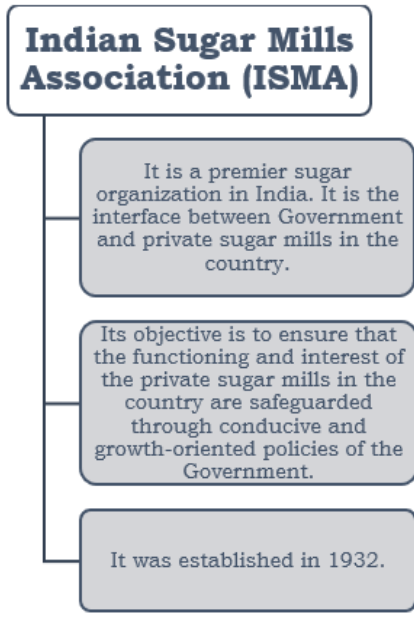 Indian Sugar Mills
Association (ISMA)
It is a premier sugar
organization in India. It is the
interface between Government
and private sugar mills in the
country.
Its objective is to ensure that
the functioning and interest of
the private sugar mills in the
country are safeguarded
through conducive and
growth-oriented policies of the
Government.
It was established in 1932.